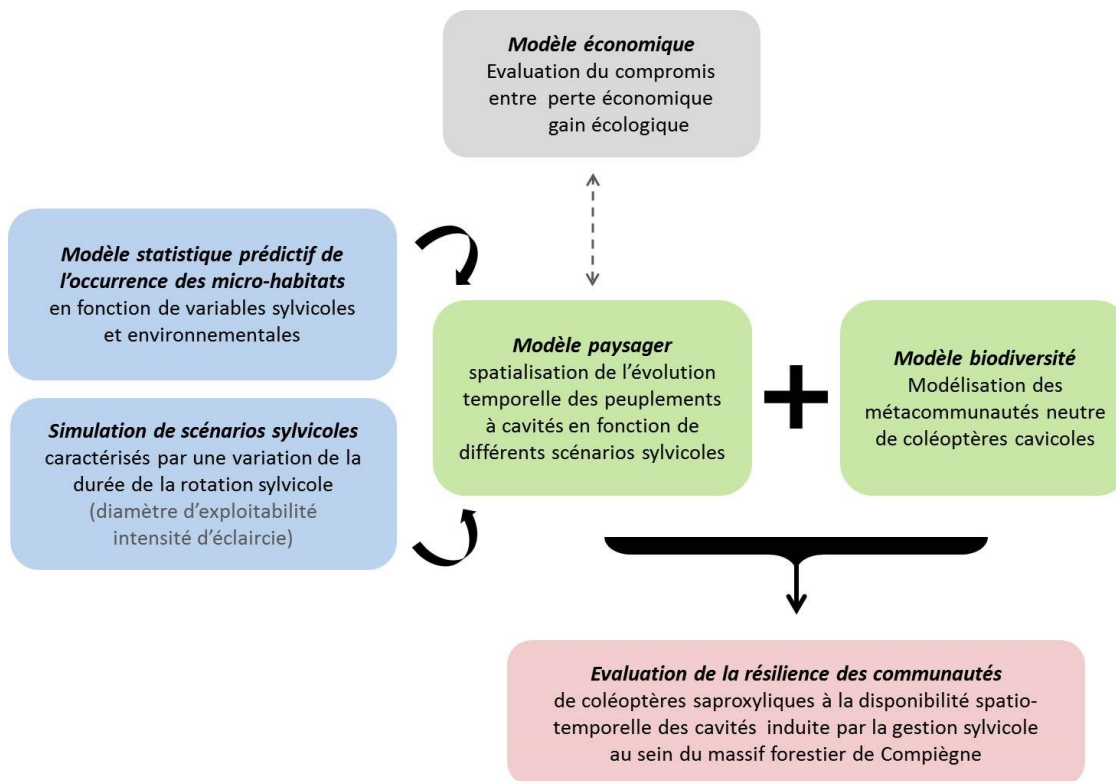 Modèle économique
Evaluation du compromis
entre perte économique
gain écologique
Modèle statistique prédictif de
l'occurrence des micro-habitats
en fonction de variables sylvicoles
et environnementales
Simulation de scénarios sylvicoles
caractérisés par une variation de la
durée de la rotation sylvicole
(diamètre d'exploitabilité
intensité d'éclaircie)
Modèle paysager
spatialisation de l'évolution
temporelle des peuplements
à cavités en fonction de
différents scénarios sylvicoles
Modèle biodiversité
Modélisation des
métacommunautés neutre
de coléoptères cavicoles
Evaluation de la résilience des communautés
de coléoptères saproxyliques à la disponibilité spatio-
temporelle des cavités induite par la gestion sylvicole
au sein du massif forestier de Compiègne